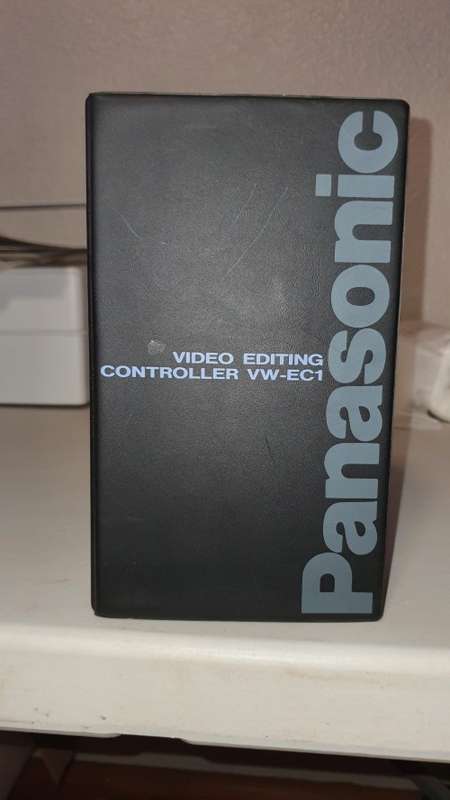 VIDEO EDITING
CONTROLLER VW-EC1
Panasonic